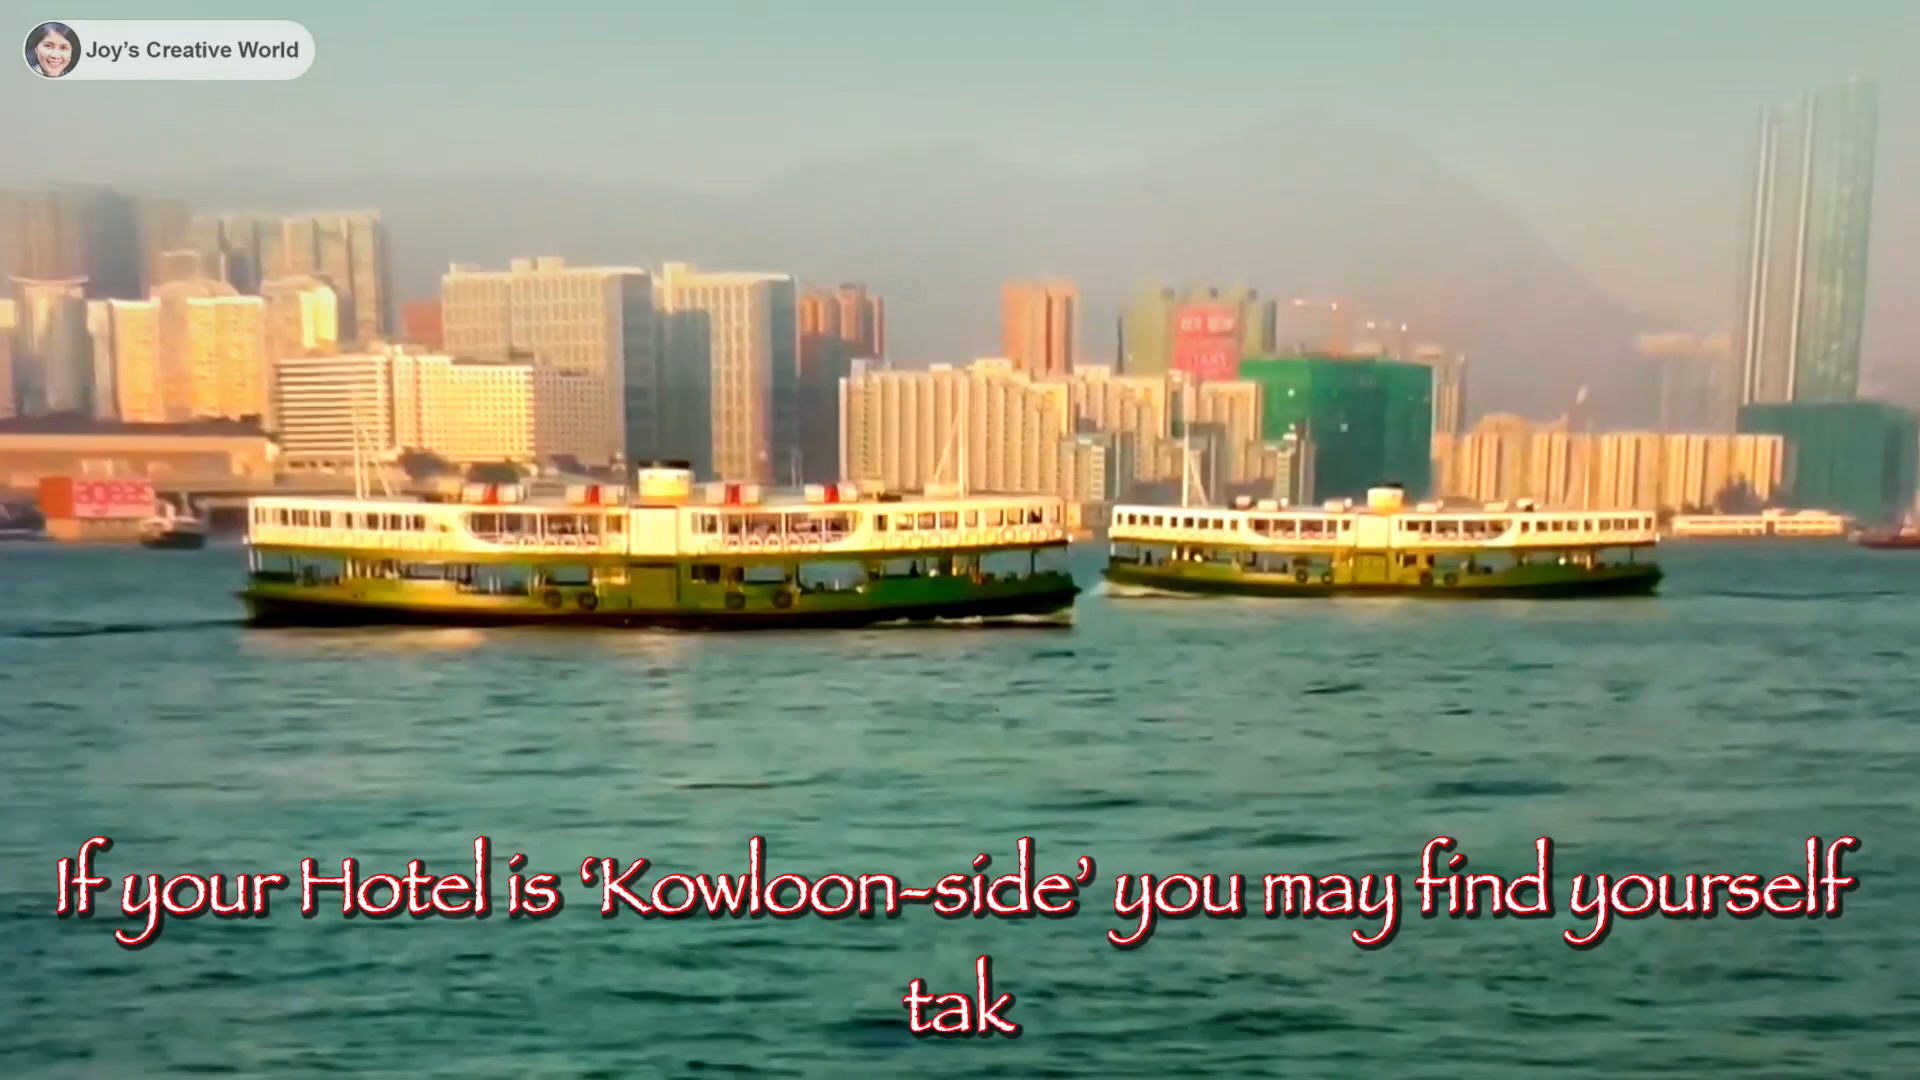 Joy's Creative World
If your Hotel is ‘Kowloon-side’ you may find yourself
tak